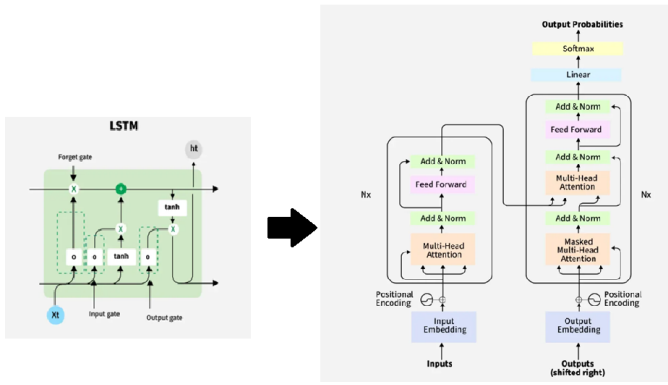 LSTM
ht
Forget gate
X
+
tanh
X
X
o
o
tanh
o
Xt
Input gate
Output gate
Output Probabilities
Softmax
Linear
Add & Norm
Feed Forward
Add & Norm
Multi-Head
Attention
Add & Norm
Masked
Multi-Head
Attention
Nx
Positional
Encoding
Output
Embedding
Outputs
(shifted right)
Add & Norm
Feed Forward
Add & Norm
Multi-Head
Attention
Nx
Positional
Encoding
Input
Embedding
Inputs